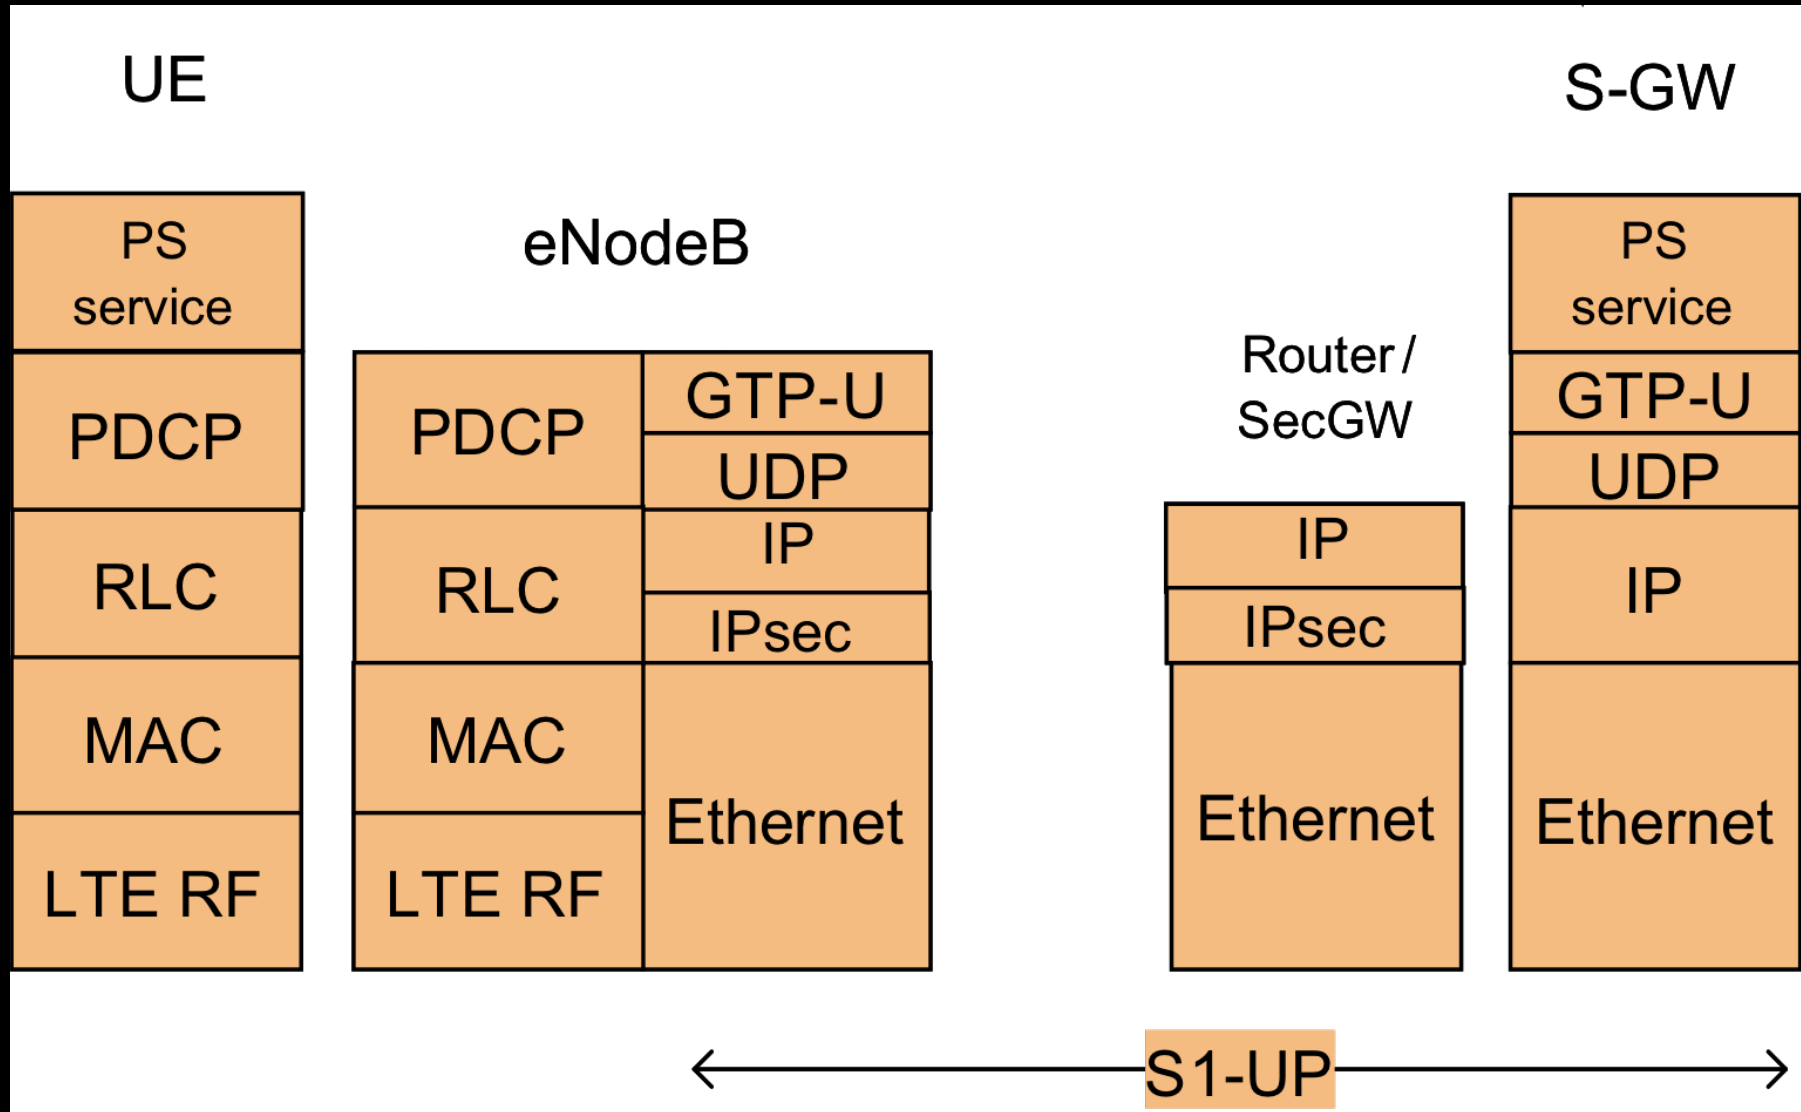 UE
PS
service
PDCP
RLC
MAC
LTE RF
eNodeB
PDCP
RLC
MAC
LTE RF
GTP-U
UDP
IP
IPsec
Ethernet
Router/
SecGW
IP
IPsec
Ethernet
S-GW
PS
service
GTP-U
UDP
IP
Ethernet
S1-UP